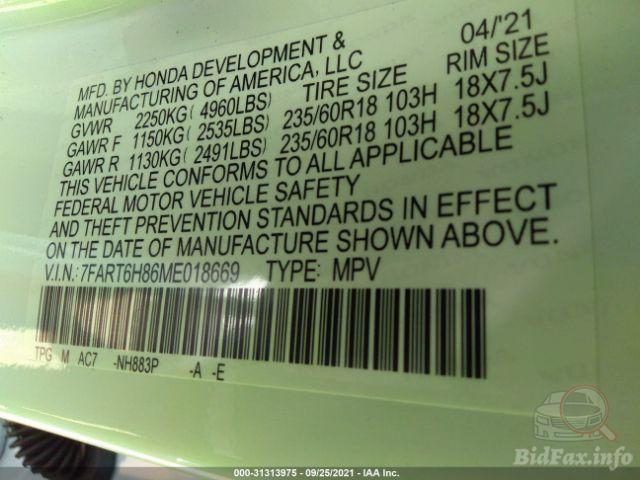 04/'21
MFD. BY HONDA DEVELOPMENT &
MANUFACTURING OF AMERICA, LLC
TIRE SIZE RIM SIZE
GVWR 2250KG( 4960LBS)
GAWR F 1150KG( 2535LBS) 235/60R18 103H 18X7.5J
GAWR R 1130KG( 2491LBS) 235/60R18 103H 18X7.5J
THIS VEHICLE CONFORMS TO ALL APPLICABLE
FEDERAL MOTOR VEHICLE SAFETY
AND THEFT PREVENTION STANDARDS IN EFFECT
ON THE DATE OF MANUFACTURE SHOWN ABOVE.
V.I.N.: 7FART6H86ME018669 TYPE: MPV
TPG M AC7 -NH883P -A -E
BidFax.info
000-31313975 - 09/25/2021 - IAA Inc.